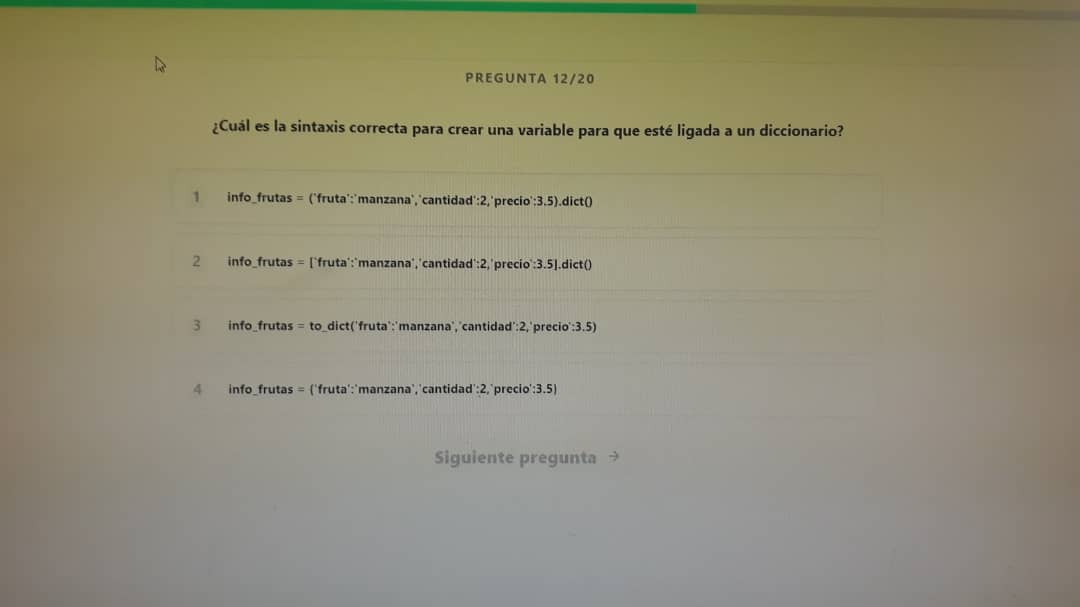 PREGUNTA 12/20
¿Cuál es la sintaxis correcta para crear una variable para que esté ligada a un diccionario?
1 info_frutas = ('fruta':'manzana','cantidad':2,'precio':3.5).dict()
2 info_frutas = ['fruta':'manzana','cantidad':2,'precio':3.5].dict()
3 info_frutas = to_dict('fruta':'manzana','cantidad':2,'precio':3.5)
4 info_frutas = {'fruta':'manzana','cantidad':2,'precio':3.5}
Siguiente pregunta →